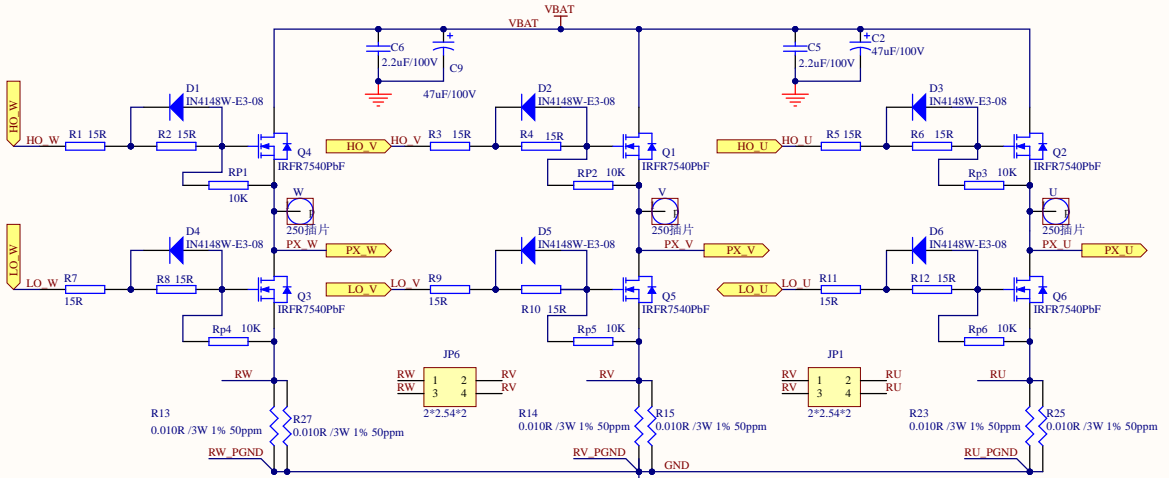 VBAT
VBAT
C6
2.2uF/100V
C9
47uF/100V
C5
2.2uF/100V
C2
47uF/100V
HO_W
D1
IN4148W-E3-08
HO_W
R1 15R
R2 15R
Q4
IRFR7540PbF
RP1
10K
HO_V
HO_V
D2
IN4148W-E3-08
R3 15R
R4 15R
Q1
IRFR7540PbF
RP2 10K
HO_U
HO_U
D3
IN4148W-E3-08
R5 15R
R6 15R
Q2
IRFR7540PbF
Rp3 10K
W
p
250插片
V
p
250插片
U
p
250插片
PX_W
PX_W
PX_V
PX_V
PX_U
PX_U
LO_W
D4
IN4148W-E3-08
LO_W
R7
15R
R8 15R
Q3
IRFR7540PbF
Rp4 10K
LO_V
LO_V
D5
IN4148W-E3-08
R9
15R
R10 15R
Q5
IRFR7540PbF
Rp5 10K
LO_U
LO_U
D6
IN4148W-E3-08
R11
15R
R12 15R
Q6
IRFR7540PbF
Rp6 10K
JP6
RW 1 2 RV
RW 3 4 RV
2*2.54*2
JP1
RV 1 2 RU
RV 3 4 RU
2*2.54*2
RW
R13
0.010R /3W 1% 50ppm
R27
0.010R /3W 1% 50ppm
RW_PGND
RV
R14
0.010R /3W 1% 50ppm
R15
0.010R /3W 1% 50ppm
RV_PGND
GND
RU
R23
0.010R /3W 1% 50ppm
R25
0.010R /3W 1% 50ppm
RU_PGND